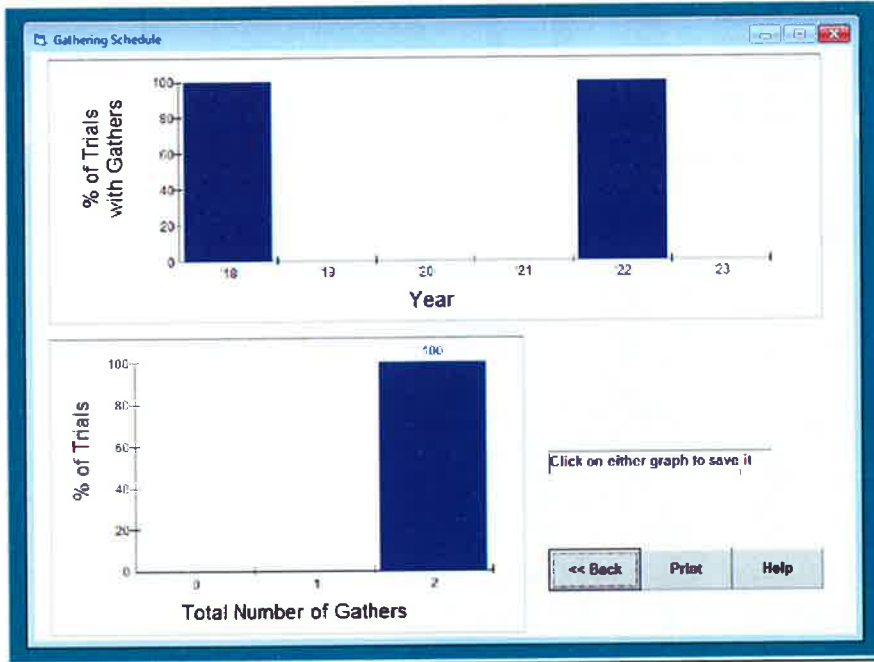 Gathering Schedule
% of Trials
with Gathers
100
80
60
40
20
0
'18
'19
'20
'21
'22
'23
Year
% of Trials
100
80
60
40
20
0
100
0
1
2
Total Number of Gathers
Click on either graph to save it
<< Back
Print
Help